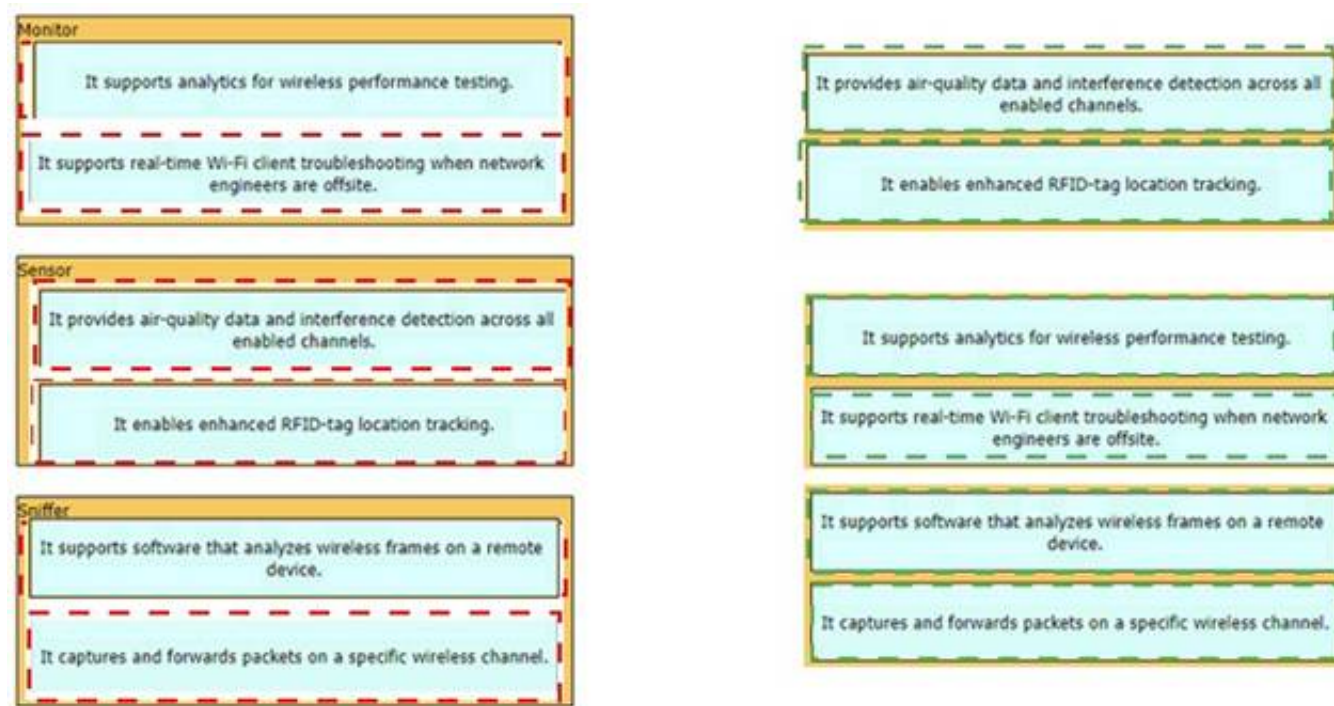 Monitor
It supports analytics for wireless performance testing.
It supports real-time Wi-Fi client troubleshooting when network
engineers are offsite.
Sensor
It provides air-quality data and interference detection across all
enabled channels.
It enables enhanced RFID-tag location tracking.
Sniffer
It supports software that analyzes wireless frames on a remote
device.
It captures and forwards packets on a specific wireless channel.
It provides air-quality data and interference detection across all
enabled channels.
It enables enhanced RFID-tag location tracking.
It supports analytics for wireless performance testing.
It supports real-time Wi-Fi client troubleshooting when network
engineers are offsite.
It supports software that analyzes wireless frames on a remote
device.
It captures and forwards packets on a specific wireless channel.